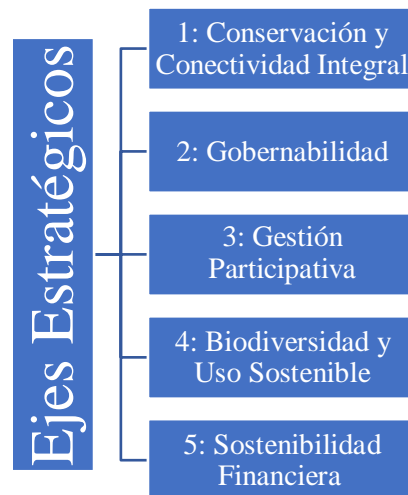 Ejes Estratégicos
1: Conservación y
Conectividad Integral
2: Gobernabilidad
3: Gestión
Participativa
4: Biodiversidad y
Uso Sostenible
5: Sostenibilidad
Financiera